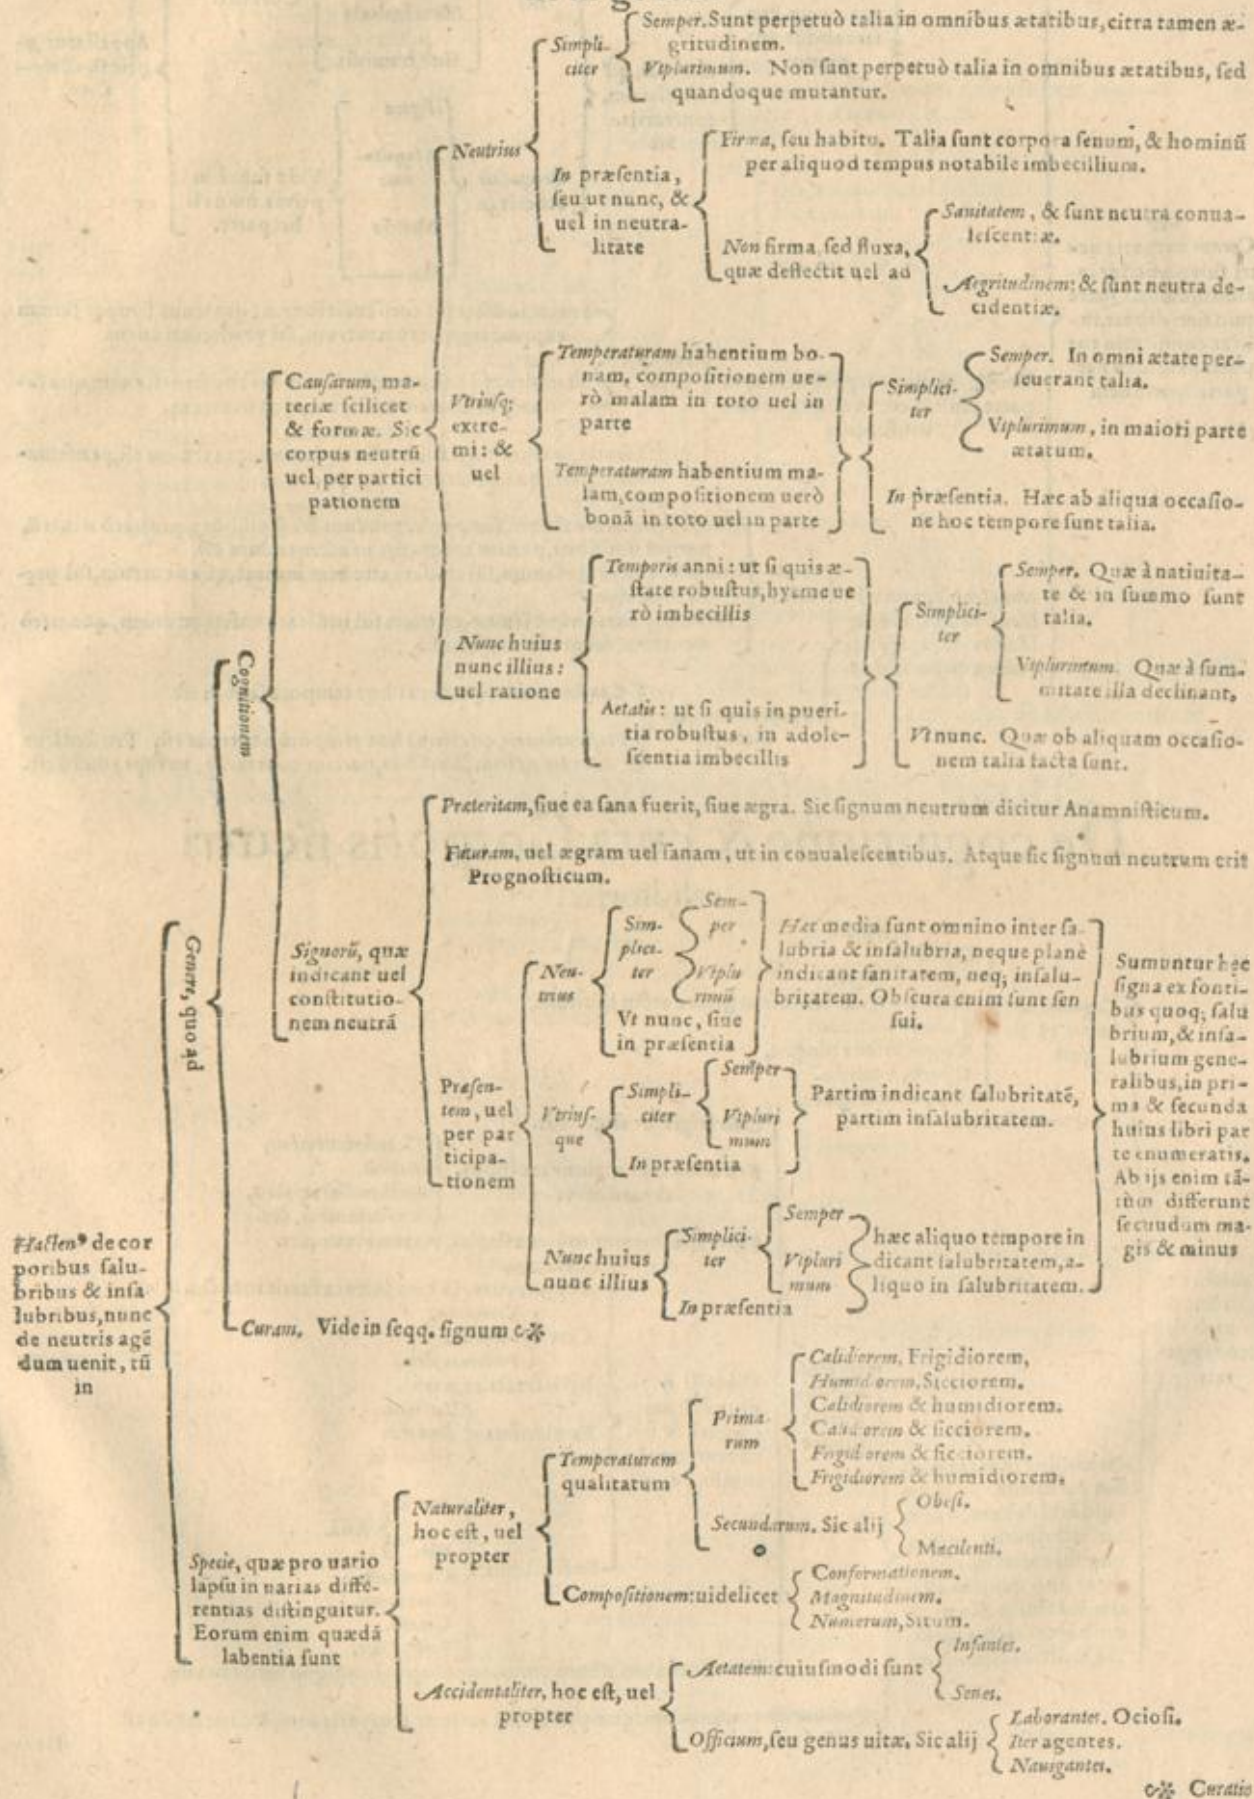 Semper. Sunt perpetuò talia in omnibus ætatibus, citra tamen æ-
gritudinem.
Simpli-
citer
Vtplurimum. Non sunt perpetuò talia in omnibus ætatibus, sed
quandoque mutantur.
Neutrius
Firma, seu habitu. Talia sunt corpora senum, & hominũ
per aliquod tempus notabile imbecillium.
In præsentia,
seu ut nunc, &
uel in neutra-
litate
Non firma sed fluxa,
quæ deflectit uel ad
Sanitatem, & sunt neutra conua-
lescentiæ.
Aegritudinem: & sunt neutra de-
cidentiæ.
Causarum, ma-
teriæ scilicet
& formæ. Sic
corpus neutrũ
uel per partici
pationem
Vtriusq;
extre-
mi: &
uel
Temperaturam habentium bo-
nam, compositionem ue-
rò malam in toto uel in
parte
Temperaturam habentium ma-
lam, compositionem uerò
bonã in toto uel in parte
Simplici-
ter
Semper. In omni ætate per-
seuerant talia.
Vtplurimum, in maiori parte
ætatum.
In præsentia. Hæc ab aliqua occasio-
ne hoc tempore sunt talia.
Nunc huius
nunc illius:
uel ratione
Temporis anni: ut si quis æ-
state robustus, hyeme ue
rò imbecillis
Aetatis: ut si quis in pueri-
tia robustus, in adole-
scentia imbecillis
Simplici-
ter
Semper. Quæ à natiuita-
te & in summo sunt
talia.
Vtplurimum. Quæ à sum-
mitate illa declinant.
Vt nunc. Quæ ob aliquam occasio-
nem talia facta sunt.
Cognitionem
Signorũ, quæ
indicant uel
constitutio-
nem neutrã
Præteritam, siue ea sana fuerit, siue ægra. Sic signum neutrum dicitur Anamnisticum.
Futuram, uel ægram uel sanam, ut in conualescentibus. Atque sic signum neutrum erit
Prognosticum.
Præsen-
tem, uel
per par
ticipa-
tionem
Neu-
trius
Sim-
plici-
ter
Sem-
per
Vtplu
rimũ
Vt nunc, siue
in præsentia
Hæc media sunt omnino inter sa-
lubria & insalubria, neque planè
indicant sanitatem, neq; insalu-
britatem. Obscura enim sunt sen
sui.
Vtrius-
que
Simpli-
citer
Semper
Vtpluri
mum
In præsentia
Partim indicant salubritatẽ,
partim insalubritatem.
Nunc huius
nunc illius
Simplici-
ter
Semper
Vtpluri
mum
In præsentia
hæc aliquo tempore in
dicant salubritatem, a-
liquo in salubritatem.
Sumuntur hęc
signa ex fonti-
bus quoq; salu
brium, & insa-
lubrium gene-
ralibus, in pri-
ma & secunda
huius libri par
te enumeratis.
Ab ijs enim tã-
tùm differunt
secundum ma-
gis & minus
Genere, quo ad
Curam. Vide in seqq. signum
Hacten⁹ de cor
poribus salu-
bribus & insa
lubribus, nunc
de neutris agẽ
dum uenit, tũ
in
Specie, quæ pro uario
lapsu in uarias diffe-
rentias distinguitur.
Eorum enim quædã
labentia sunt
Naturaliter,
hoc est, uel
propter
Temperaturam
qualitatum
Prima
rum
Calidiorem, Frigidiorem,
Humidiorem, Sicciorem.
Calidiorem & humidiorem.
Calidiorem & sicciorem.
Frigidiorem & sicciorem.
Frigidiorem & humidiorem.
Secundarum. Sic alij
Obesi.
Macilenti.
Compositionem: uidelicet
Conformationem.
Magnitudinem.
Numerum, Situm.
Accidentaliter, hoc est, uel
propter
Aetatem: cuiusmodi sunt
Infantes.
Senes.
Officium, seu genus uitæ. Sic alij
Laborantes. Ociosi.
Iter agentes.
Nauigantes.
Curatio